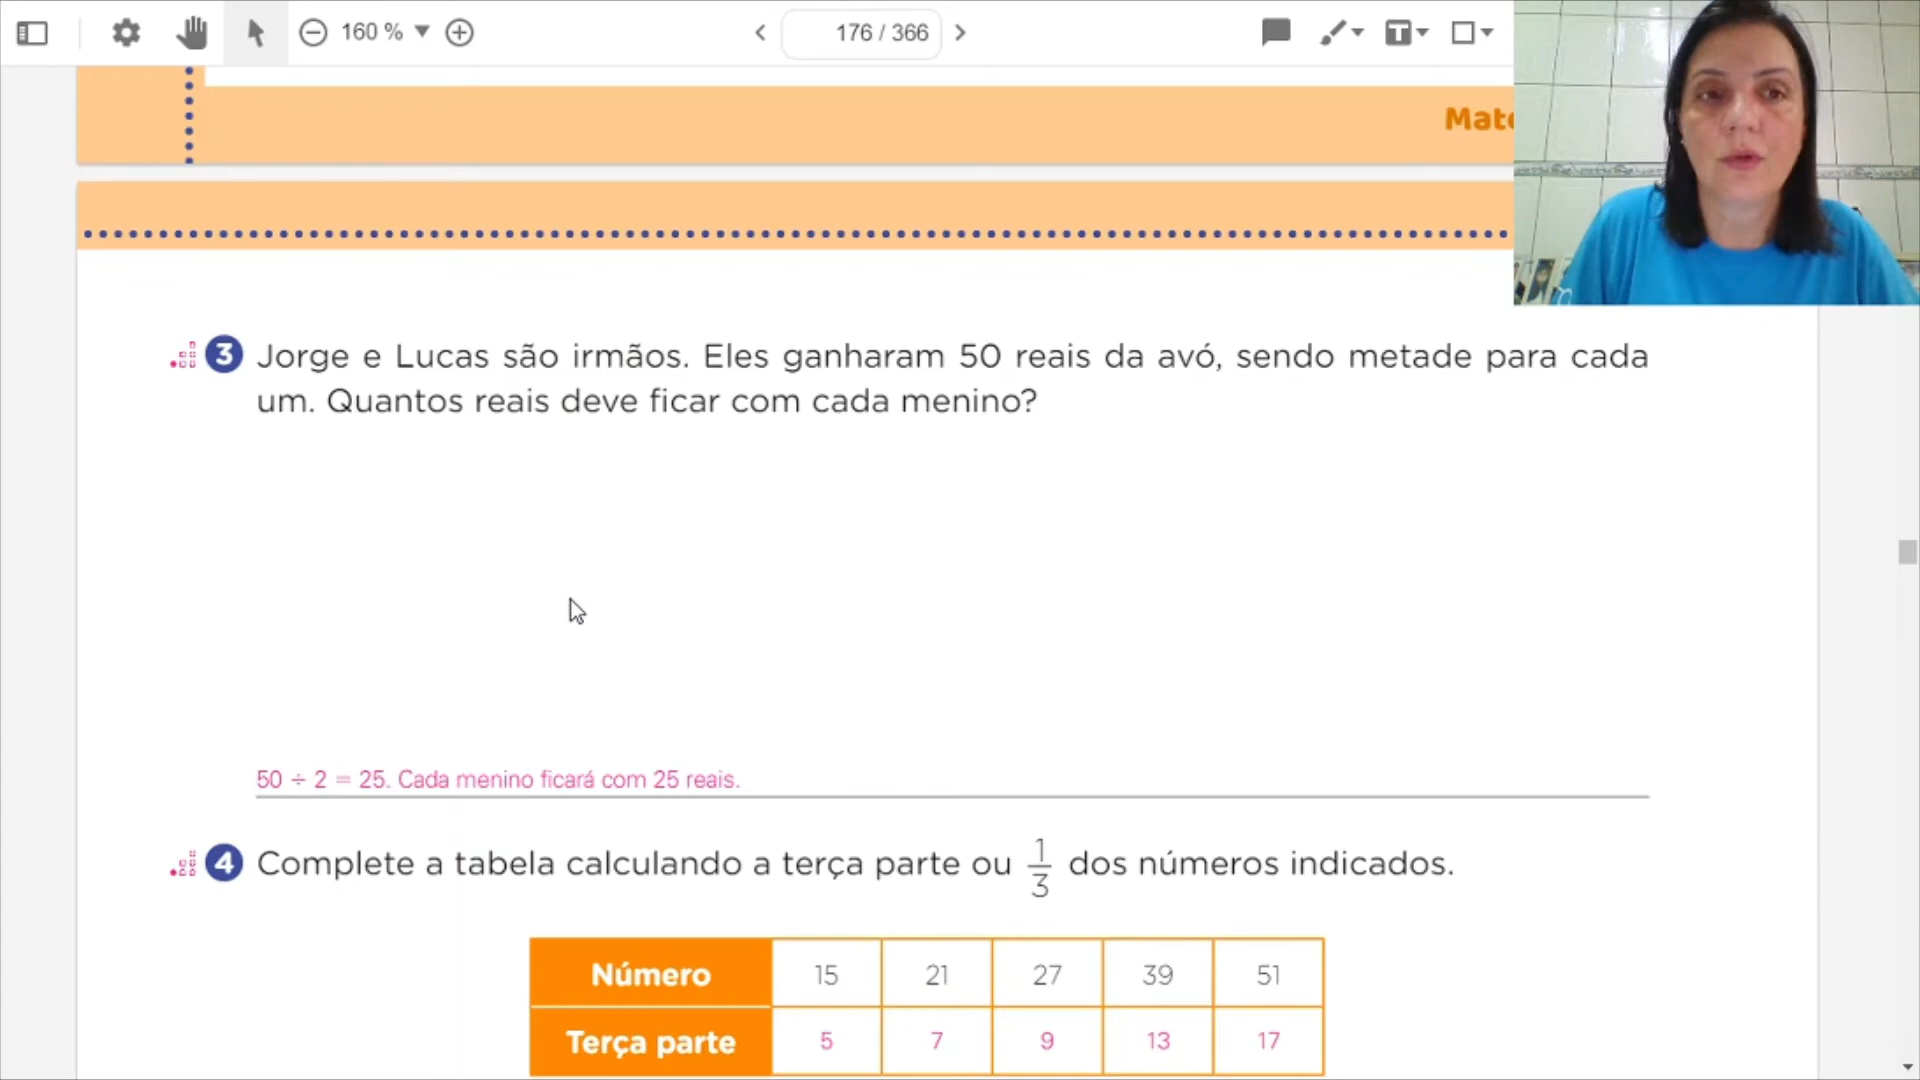 160 %
176 / 366
T
3 Jorge e Lucas são irmãos. Eles ganharam 50 reais da avó, sendo metade para cada
um. Quantos reais deve ficar com cada menino?
50 ÷ 2 = 25. Cada menino ficará com 25 reais.
4 Complete a tabela calculando a terça parte ou 1/3 dos números indicados.
Número 15 21 27 39 51
Terça parte 5 7 9 13 17